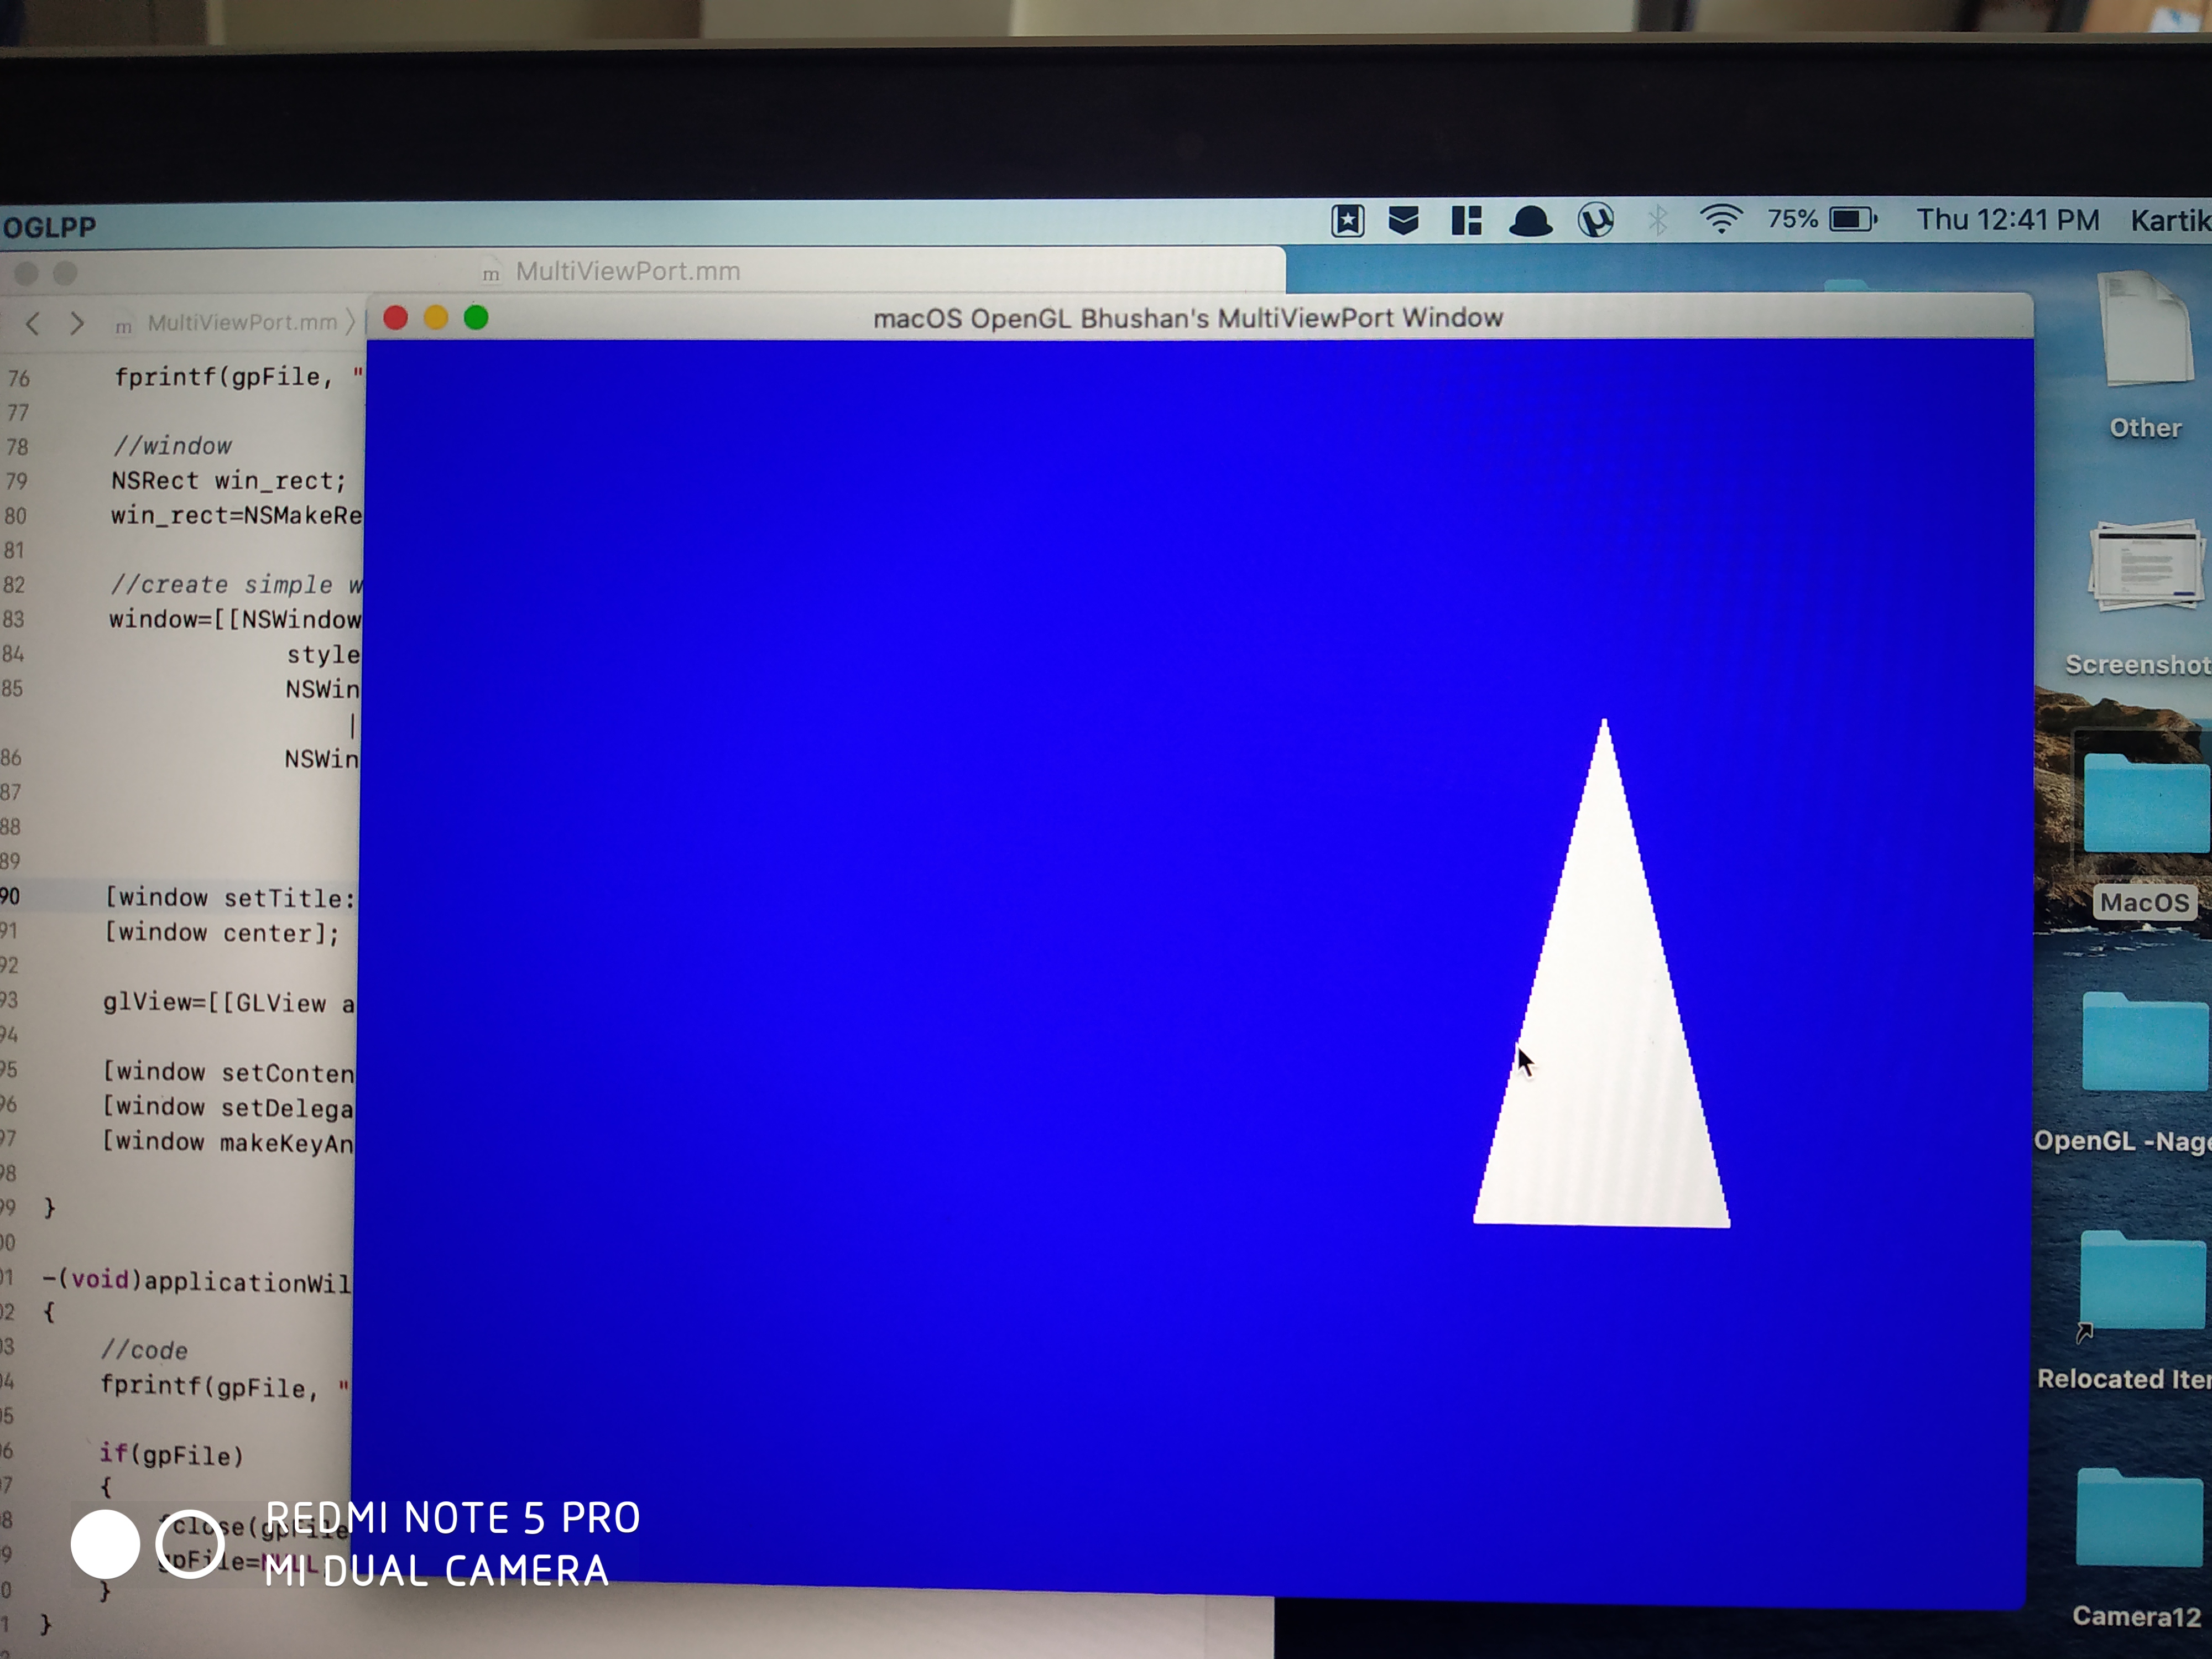 OGLPP
75% Thu 12:41 PM Kartik
m MultiViewPort.mm
m MultiViewPort.mm
macOS OpenGL Bhushan's MultiViewPort Window
76 fprintf(gpFile, "
77
78 //window
79 NSRect win_rect;
80 win_rect=NSMakeRe
81
82 //create simple w
83 window=[[NSWindow
84 style
85 NSWin
|
86 NSWin
87
88
89
90 [window setTitle:
91 [window center];
92
93 glView=[[GLView a
94
95 [window setConten
96 [window setDelega
97 [window makeKeyAn
98
99 }
00
01 -(void)applicationWil
02 {
03 //code
04 fprintf(gpFile, "
05
06 if(gpFile)
07 {
8 close(gpFile
9 gpFile=NULL
0 }
1 }
Other
Screenshot
MacOS
OpenGL -Nag
Relocated Iter
Camera12
REDMI NOTE 5 PRO
MI DUAL CAMERA